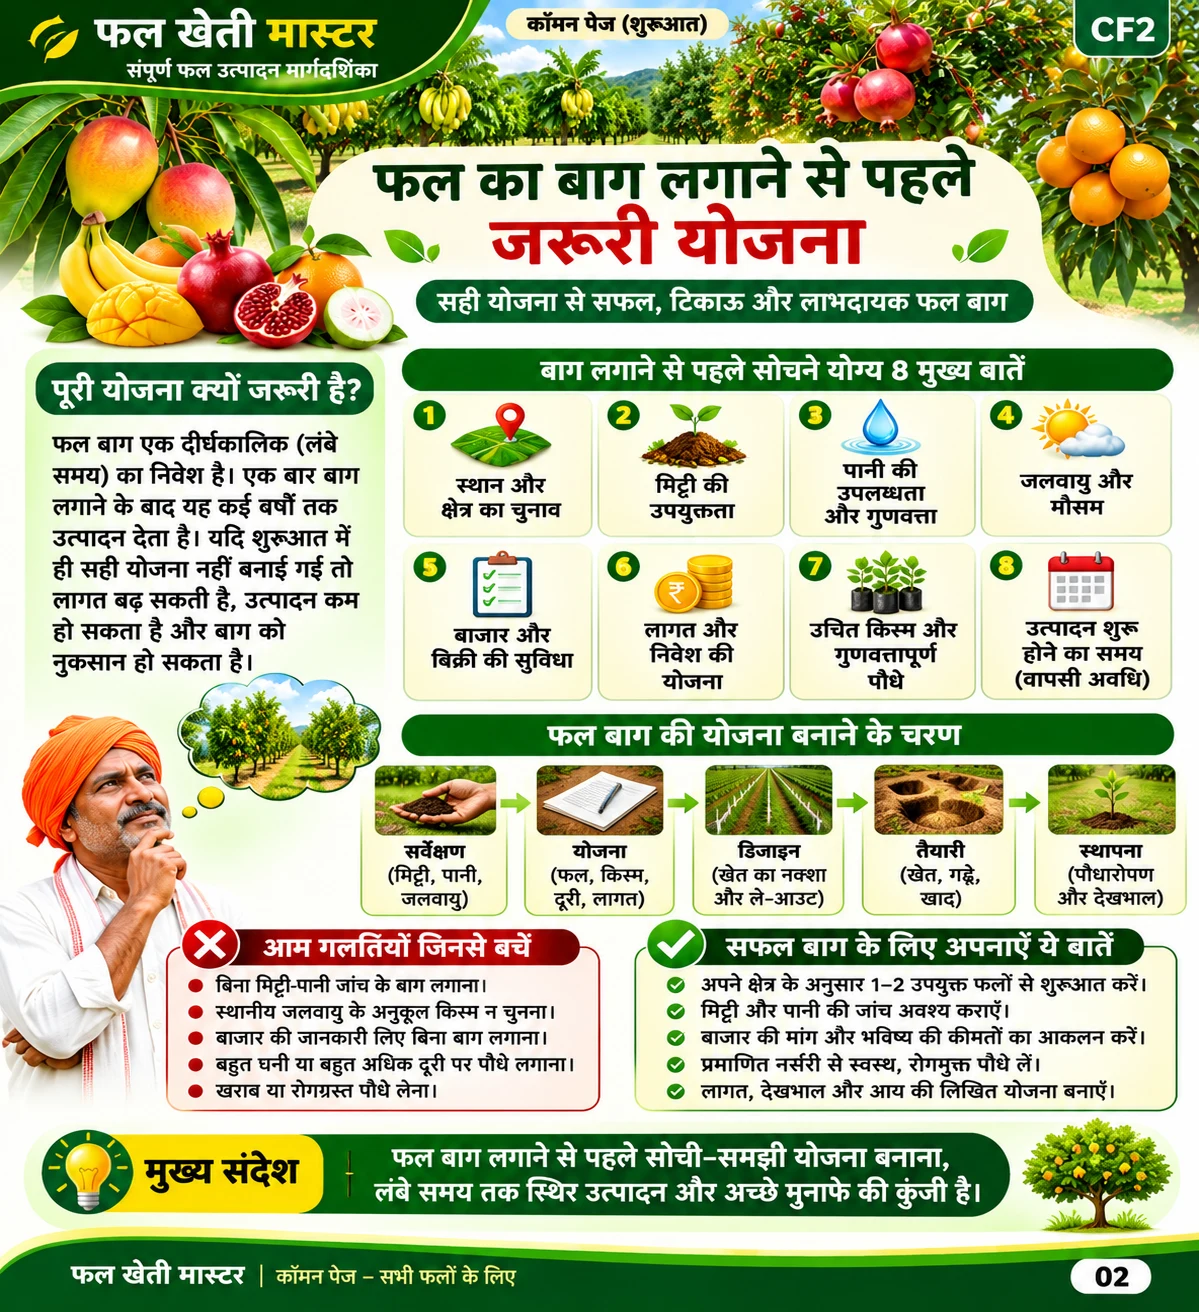 फल खेती मास्टर
संपूर्ण फल उत्पादन मार्गदर्शिका
कॉमन पेज (शुरूआत)
CF2
फल का बाग लगाने से पहले
जरूरी योजना
सही योजना से सफल, टिकाऊ और लाभदायक फल बाग
पूरी योजना क्यों जरूरी है?
फल बाग एक दीर्घकालिक (लंबे
समय) का निवेश है। एक बार बाग
लगाने के बाद यह कई बर्षों तक
उत्पादन देता है। यदि शुरूआत में
ही सही योजना नहीं बनाई गई तो
लागत बढ़ सकती है, उत्पादन कम
हो सकता है और बाग को
नुकसान हो सकता है।
बाग लगाने से पहले सोचने योग्य 8 मुख्य बातें
1
स्थान और
क्षेत्र का चुनाव
2
मिट्टी की
उपयुक्तता
3
पानी की
उपलब्धता
और गुणवत्ता
4
जलवायु और
मौसम
5
बाजार और
बिक्री की सुविधा
6
लागत और
निवेश की
योजना
7
उचित किस्म और
गुणवत्तापूर्ण
पौधे
8
उत्पादन शुरू
होने का समय
(वापसी अवधि)
फल बाग की योजना बनाने के चरण
सर्वेक्षण
(मिट्टी, पानी,
जलवायु)
योजना
(फल, किस्म,
दूरी, लागत)
डिजाइन
(खेत का नक्शा
और ले-आउट)
तैयारी
(खेत, गड्ढे,
खाद)
स्थापना
(पौधारोपण
और देखभाल)
आम गलतियों जिनसे बचें
बिना मिट्टी-पानी जांच के बाग लगाना।
स्थानीय जलवायु के अनुकूल किस्म न चुनना।
बाजार की जानकारी लिए बिना बाग लगाना।
बहुत घनी या बहुत अधिक दूरी पर पौधे लगाना।
खराब या रोगग्रस्त पौधे लेना।
सफल बाग के लिए अपनाएँ ये बातें
अपने क्षेत्र के अनुसार 1–2 उपयुक्त फलों से शुरूआत करें।
मिट्टी और पानी की जांच अवश्य कराएँ।
बाजार की मांग और भविष्य की कीमतों का आकलन करें।
प्रमाणित नर्सरी से स्वस्थ, रोगमुक्त पौधे लें।
लागत, देखभाल और आय की लिखित योजना बनाएँ।
मुख्य संदेश
फल बाग लगाने से पहले सोची-समझी योजना बनाना,
लंबे समय तक स्थिर उत्पादन और अच्छे मुनाफे की कुंजी है।
फल खेती मास्टर | कॉमन पेज – सभी फलों के लिए
02